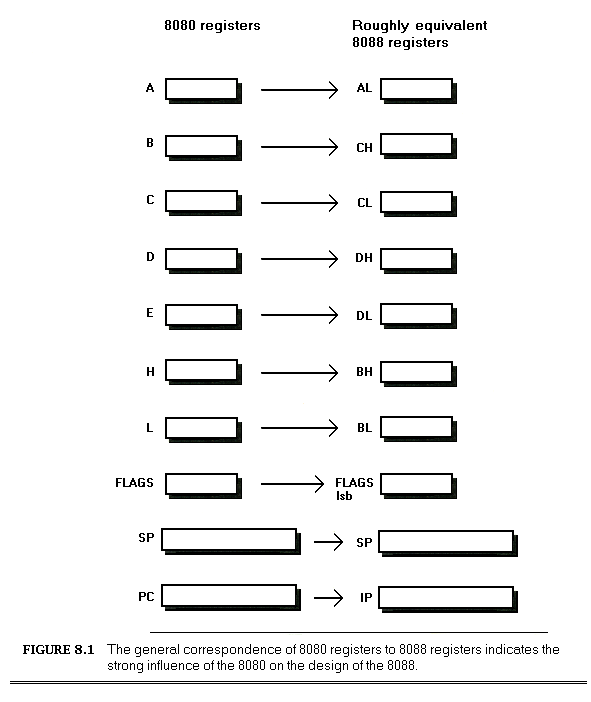 8080 registers
Roughly equivalent
8088 registers
A AL
B CH
C CL
D DH
E DL
H BH
L BL
FLAGS FLAGS
lsb
SP SP
PC IP
FIGURE 8.1 The general correspondence of 8080 registers to 8088 registers indicates the
strong influence of the 8080 on the design of the 8088.